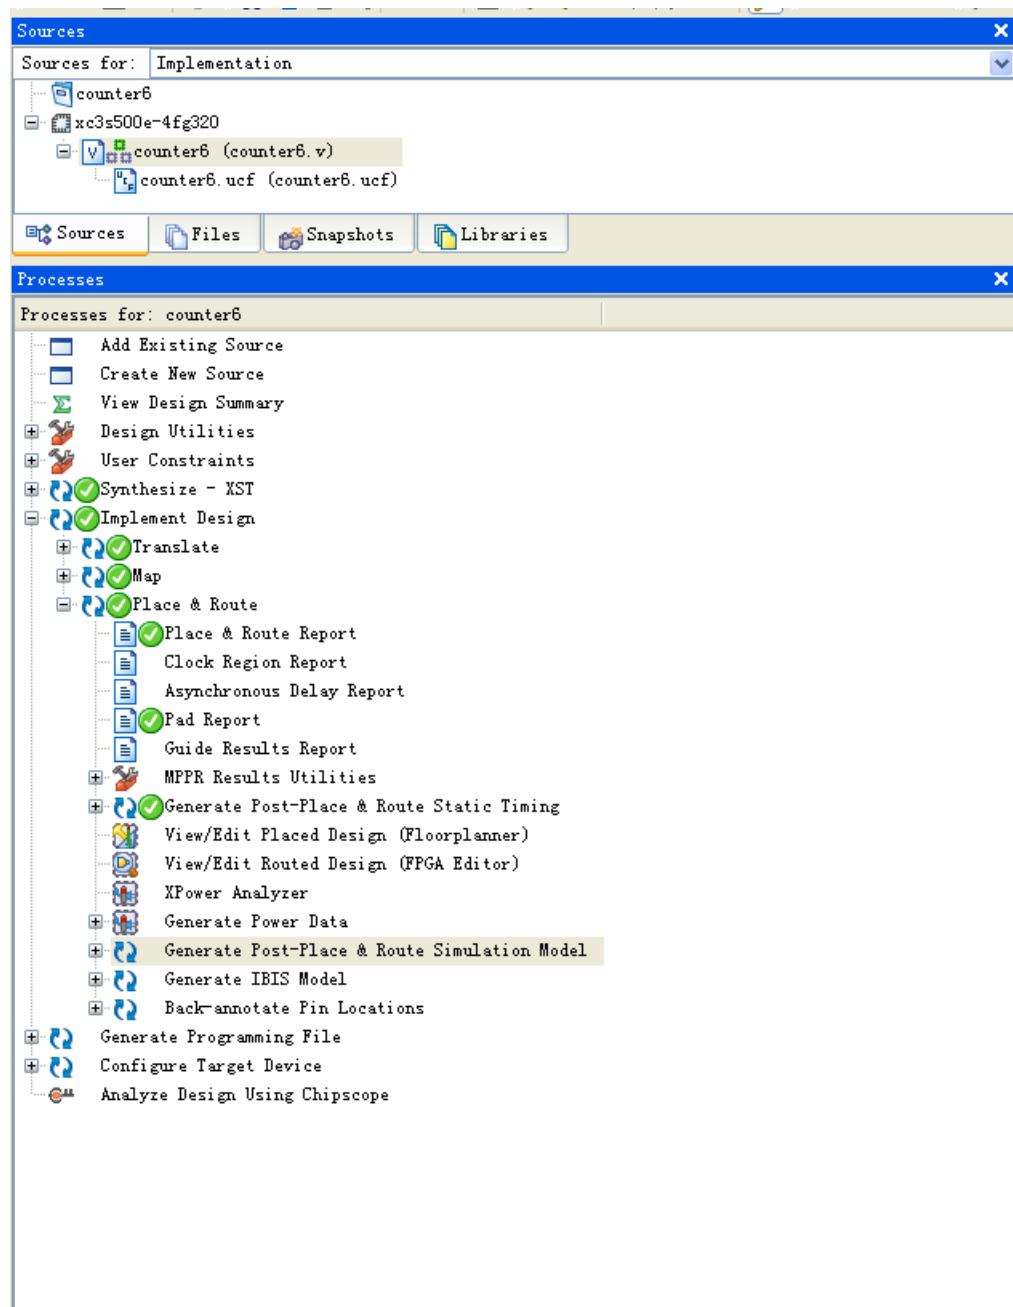 Sources
Sources for: Implementation
counter6
xc3s500e-4fg320
counter6 (counter6.v)
counter6.ucf (counter6.ucf)
Sources Files Snapshots Libraries
Processes
Processes for: counter6
Add Existing Source
Create New Source
View Design Summary
Design Utilities
User Constraints
Synthesize - XST
Implement Design
Translate
Map
Place & Route
Place & Route Report
Clock Region Report
Asynchronous Delay Report
Pad Report
Guide Results Report
MPPR Results Utilities
Generate Post-Place & Route Static Timing
View/Edit Placed Design (Floorplanner)
View/Edit Routed Design (FPGA Editor)
XPower Analyzer
Generate Power Data
Generate Post-Place & Route Simulation Model
Generate IBIS Model
Back-annotate Pin Locations
Generate Programming File
Configure Target Device
Analyze Design Using Chipscope